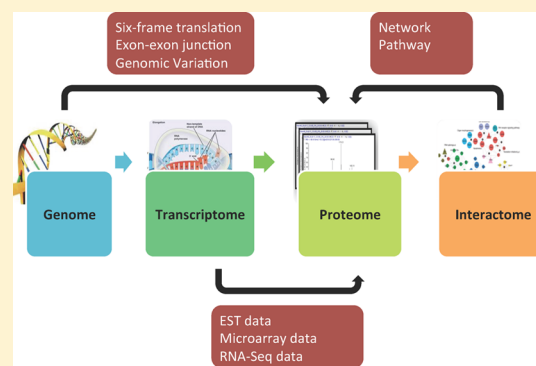 Six-frame translation
Exon-exon junction
Genomic Variation
Network
Pathway
Genome
Transcriptome
Proteome
Interactome
EST data
Microarray data
RNA-Seq data